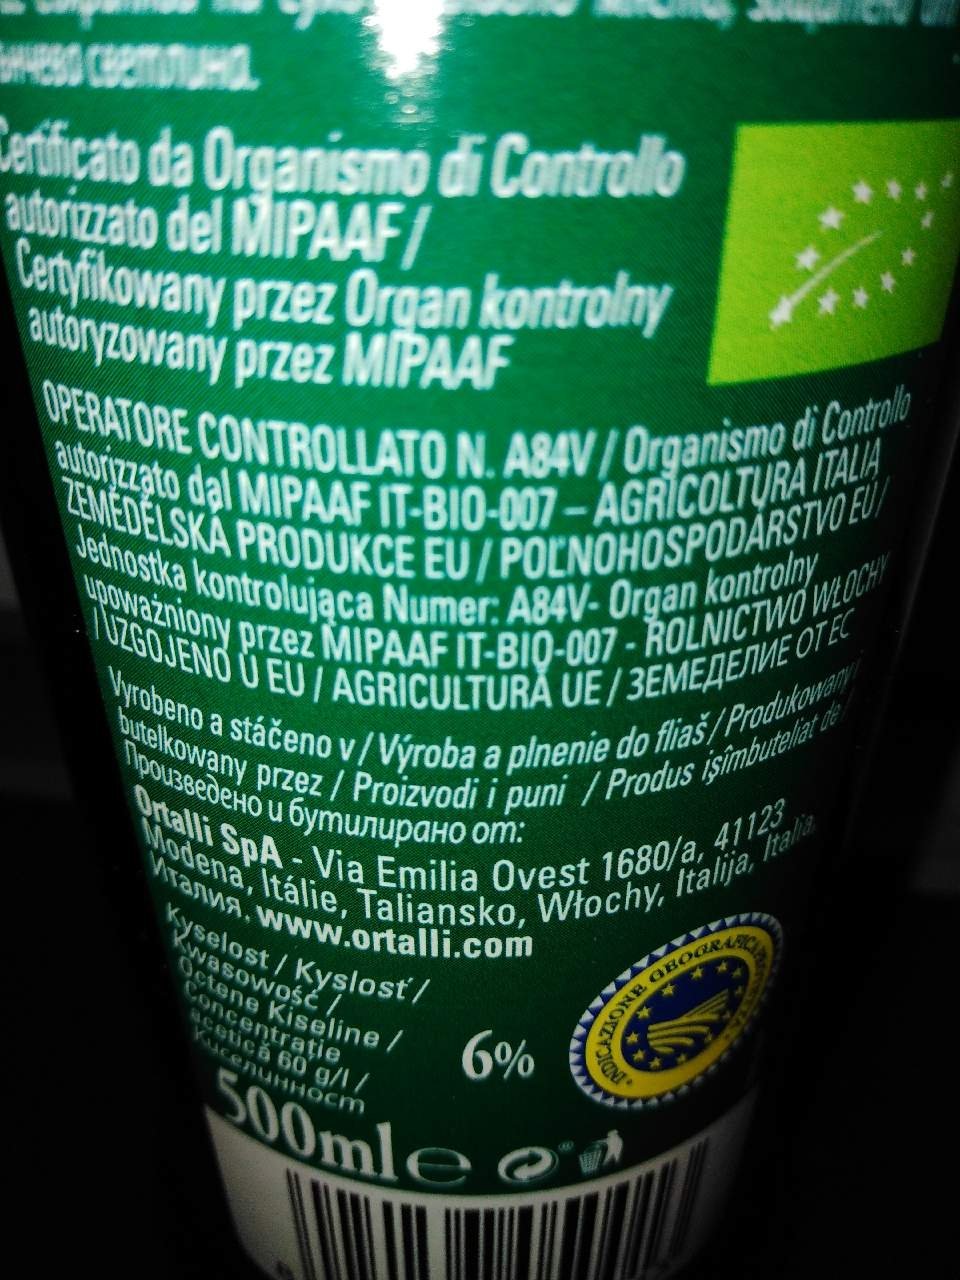 Certificato da Organismo di Controllo
autorizzato del MIPAAF/
Certyfikowany przez Organ kontrolny
autoryzowany przez MIPAAF
OPERATORE CONTROLLATO N. A84V / Organismo di Controllo
autorizzato dal MIPAAF IT-BIO-007 – AGRICOLTURA ITALIA
ZEMĚDĚLSKÁ PRODUKCE EU / POĽNOHOSPODÁRSTVO EÚ /
Jednostka kontrolująca Numer: A84V- Organ kontrolny
upoważniony przez MIPAAF IT-BIO-007 - ROLNICTWO WŁOCHY
/ UZGOJENO U EU / AGRICULTURĂ UE / ЗЕМЕДЕЛИЕ ОТ ЕС
Vyrobeno a stáčeno v / Výroba a plnenie do fliaš / Produkowany i
butelkowany przez / Proizvodi i puni / Produs işîmbuteliat de /
Произведено и бутилирано от:
Ortalli SpA - Via Emilia Ovest 1680/a, 41123
Modena, Itálie, Taliansko, Włochy, Italija, Italia,
Италия. www.ortalli.com
Kyselost / Kyslosť /
Kwasowość /
Octene Kiseline /
Concentraţie
acetică 60 g/l /
Киселинност
6%
INDICAZIONE GEOGRAFICA PROTETTA
500ml e